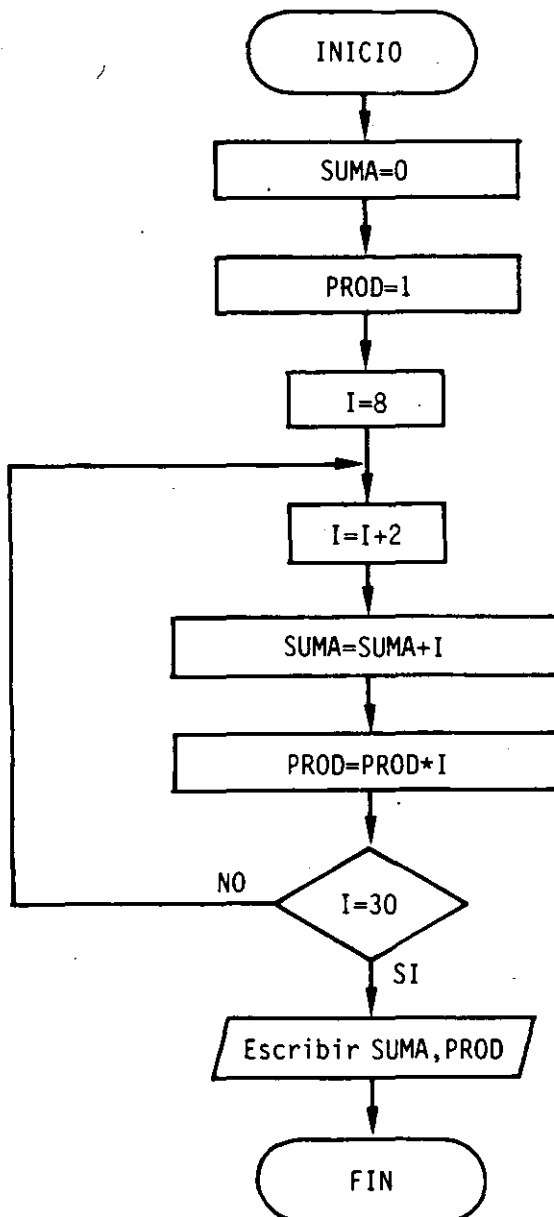 INICIO
SUMA=0
PROD=1
I=8
I=I+2
SUMA=SUMA+I
PROD=PROD*I
NO
I=30
SI
Escribir SUMA,PROD
FIN